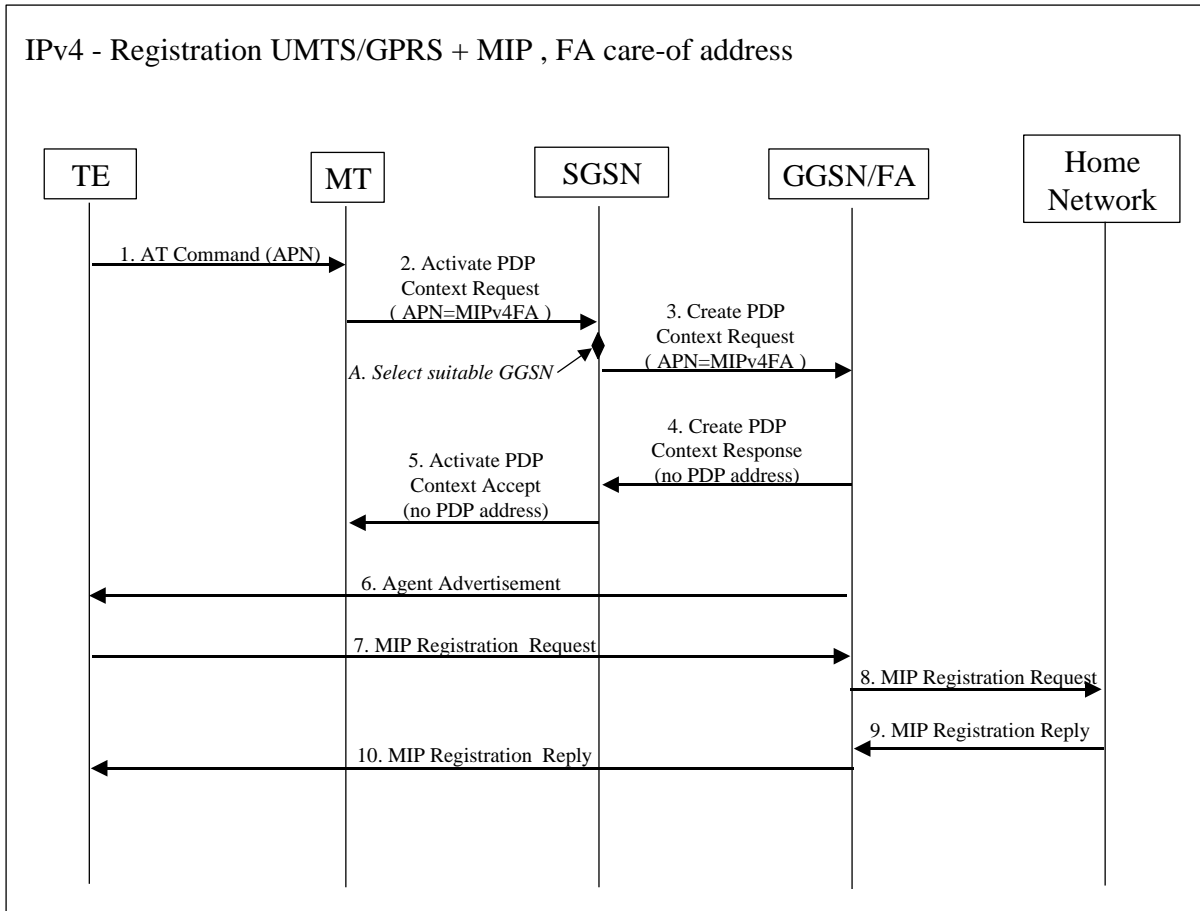 IPv4 - Registration UMTS/GPRS + MIP , FA care-of address
TE
MT
SGSN
GGSN/FA
Home
Network
1. AT Command (APN)
2. Activate PDP
Context Request
( APN=MIPv4FA )
A. Select suitable GGSN
3. Create PDP
Context Request
( APN=MIPv4FA )
4. Create PDP
Context Response
(no PDP address)
5. Activate PDP
Context Accept
(no PDP address)
6. Agent Advertisement
7. MIP Registration Request
8. MIP Registration Request
9. MIP Registration Reply
10. MIP Registration Reply